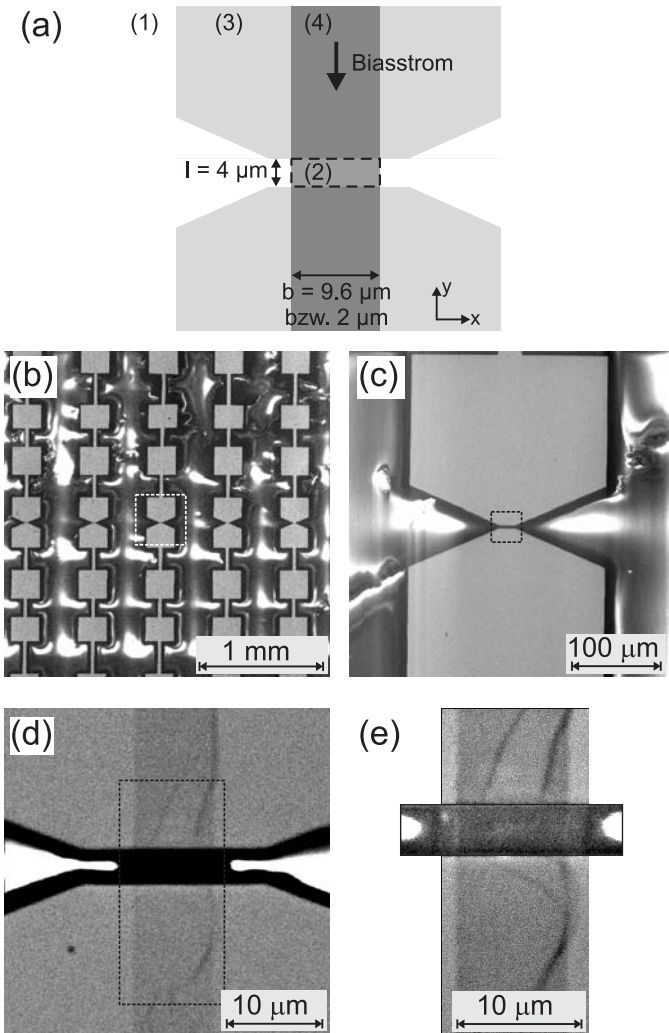 (a)
(1)
(3)
(4)
Biasstrom
l = 4 µm
(2)
b = 9.6 µm
bzw. 2 µm
y
x
(b)
1 mm
(c)
100 µm
(d)
10 µm
(e)
10 µm